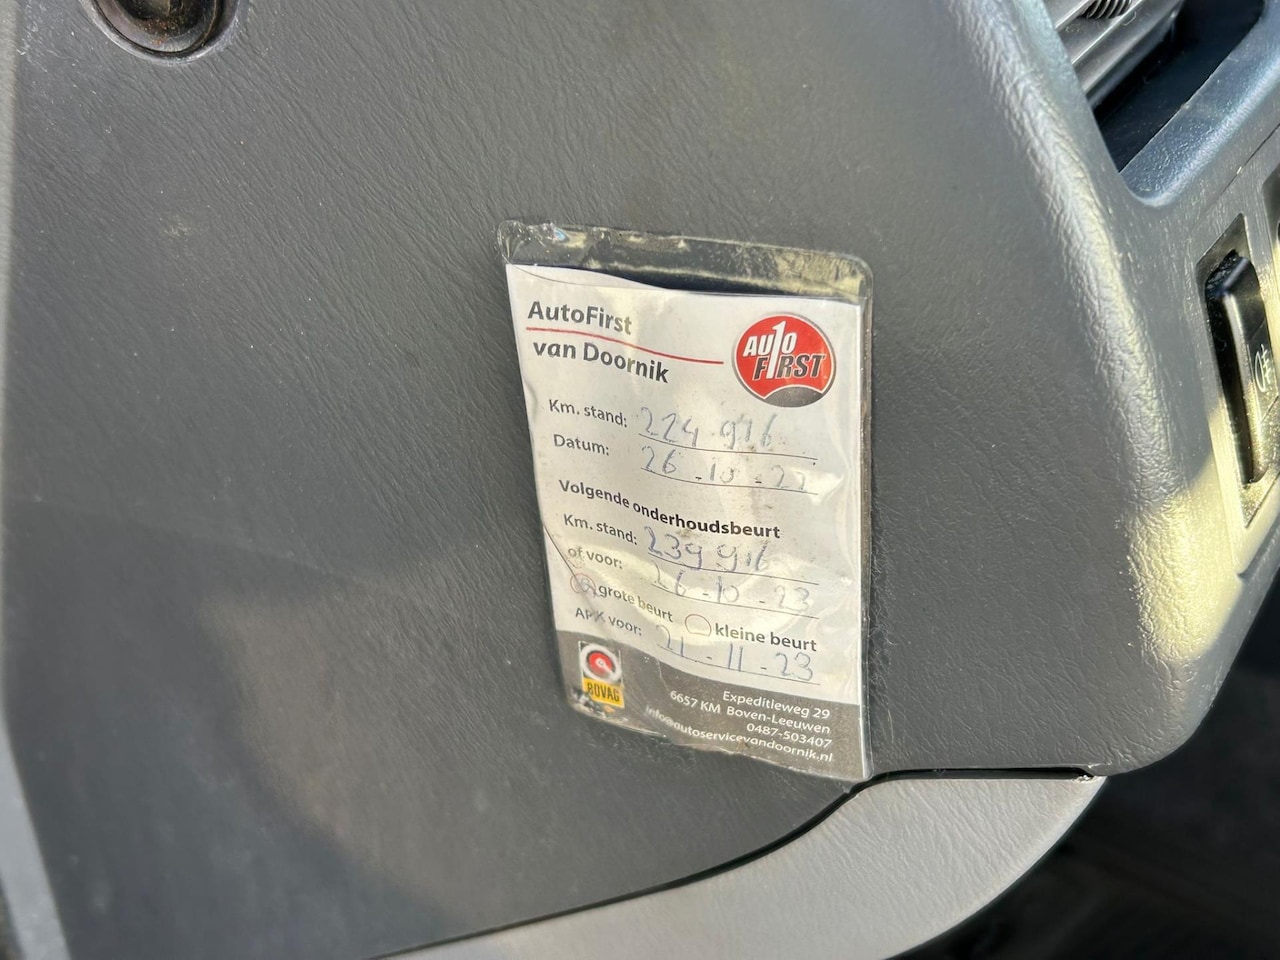 AutoFirst
van Doornik
AUTO
F1RST
Km. stand: 224.916
Datum: 26-10-22
Volgende onderhoudsbeurt
Km. stand: 239.916
of voor: 26-10-23
grote beurt kleine beurt
APK voor: 21-11-23
BOVAG
Expeditieweg 29
6657 KM Boven-Leeuwen
0487-503407
info@autoservicevandoornik.nl